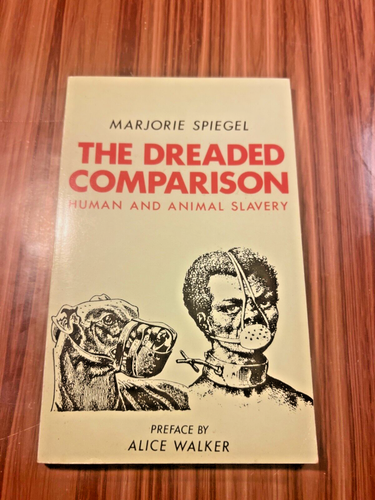 MARJORIE SPIEGEL
THE DREADED
COMPARISON
HUMAN AND ANIMAL SLAVERY
PREFACE BY
ALICE WALKER